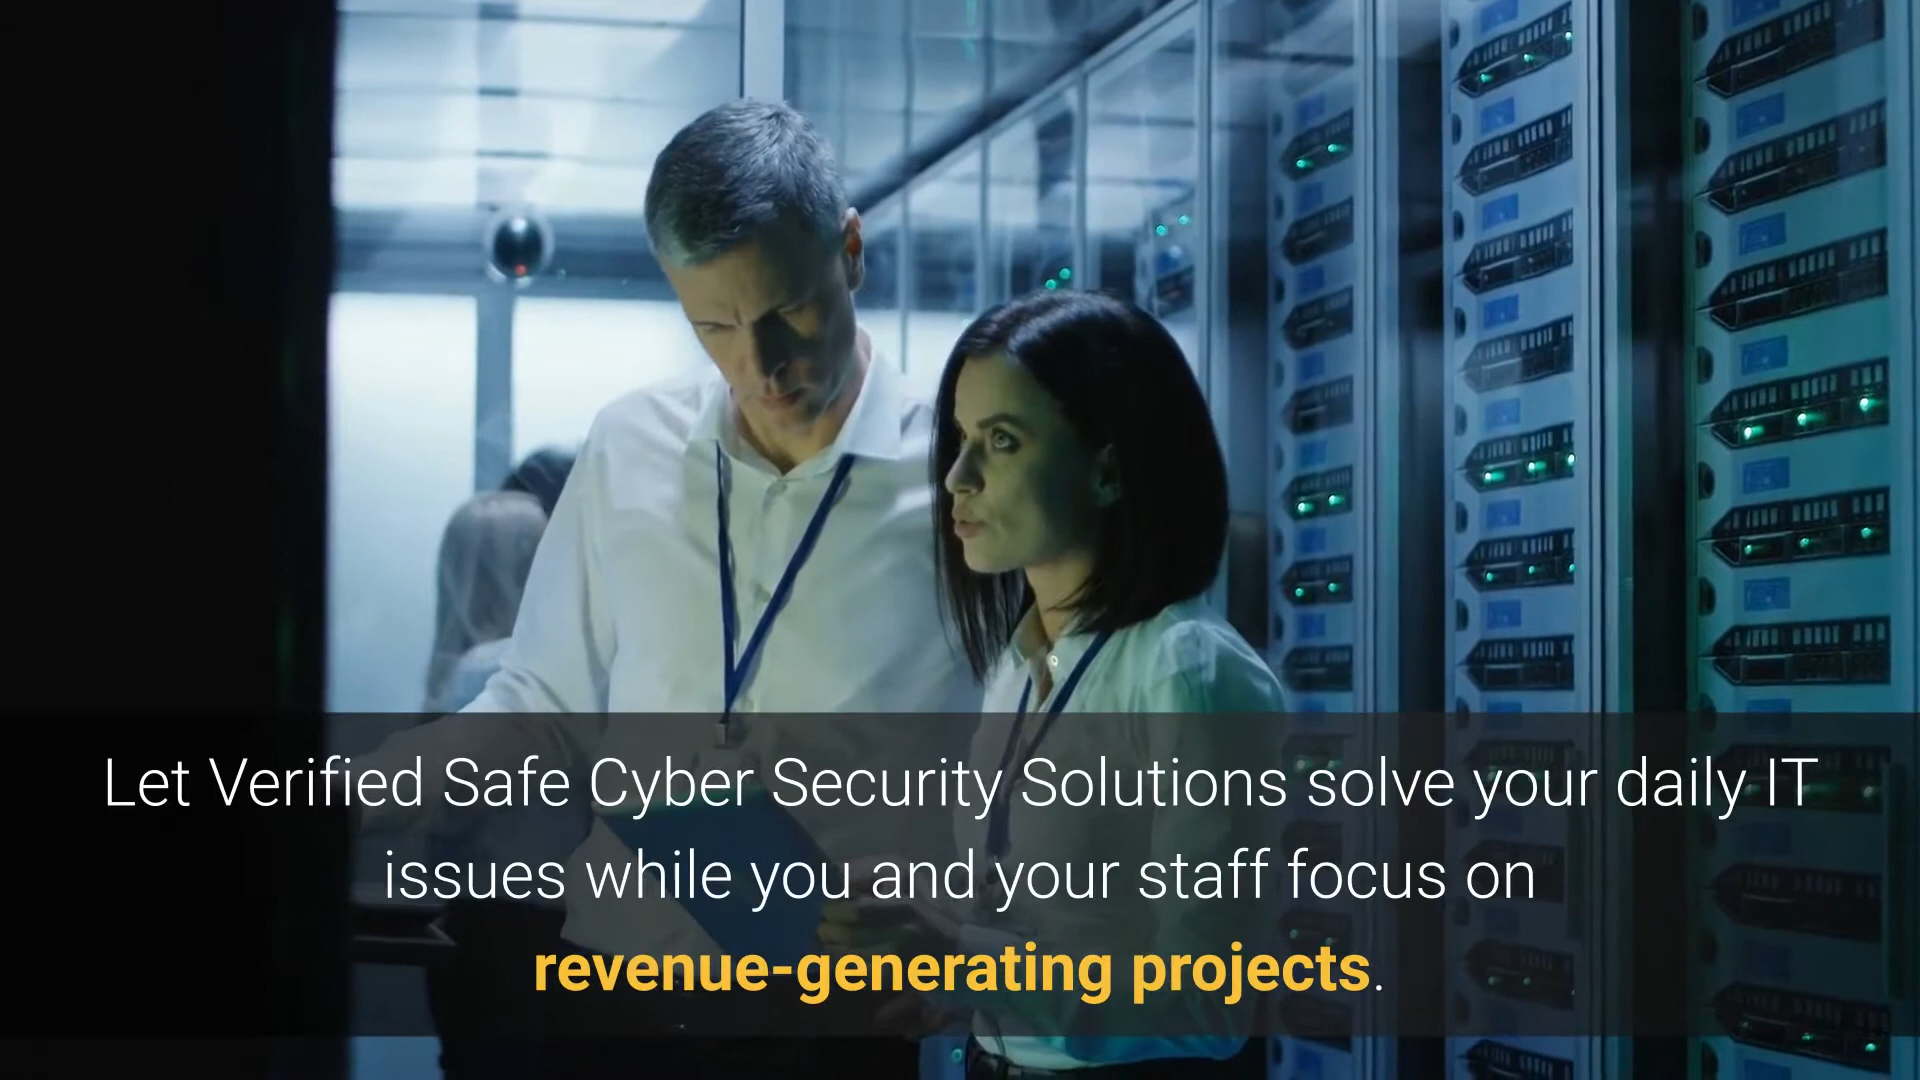 Let Verified Safe Cyber Security Solutions solve your daily IT
issues while you and your staff focus on
revenue-generating projects.